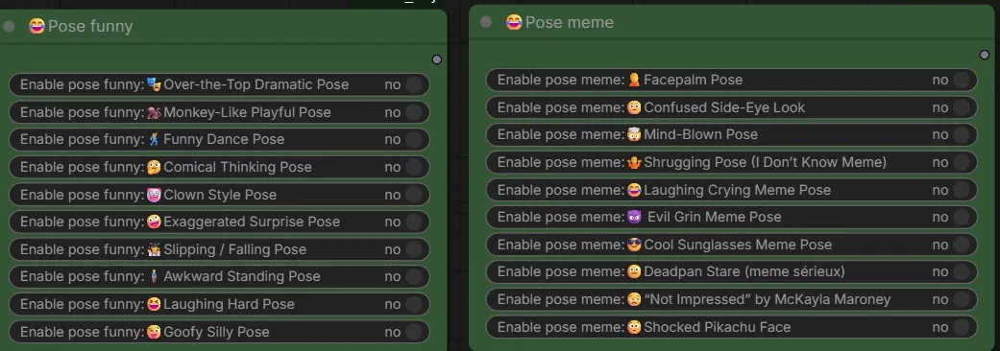 😂Pose funny
Enable pose funny:🎭Over-the-Top Dramatic Pose no
Enable pose funny:🐒Monkey-Like Playful Pose no
Enable pose funny:🕺Funny Dance Pose no
Enable pose funny:🤔Comical Thinking Pose no
Enable pose funny:🤡Clown Style Pose no
Enable pose funny:🤪Exaggerated Surprise Pose no
Enable pose funny:🤹Slipping / Falling Pose no
Enable pose funny:🧍Awkward Standing Pose no
Enable pose funny:😆Laughing Hard Pose no
Enable pose funny:😜Goofy Silly Pose no
😂Pose meme
Enable pose meme:🤦Facepalm Pose no
Enable pose meme:😳Confused Side-Eye Look no
Enable pose meme:🤯Mind-Blown Pose no
Enable pose meme:🤷Shrugging Pose (I Don’t Know Meme) no
Enable pose meme:😂Laughing Crying Meme Pose no
Enable pose meme:😈 Evil Grin Meme Pose no
Enable pose meme:😎Cool Sunglasses Meme Pose no
Enable pose meme:😐Deadpan Stare (meme sérieux) no
Enable pose meme:😒“Not Impressed” by McKayla Maroney no
Enable pose meme:😲Shocked Pikachu Face no